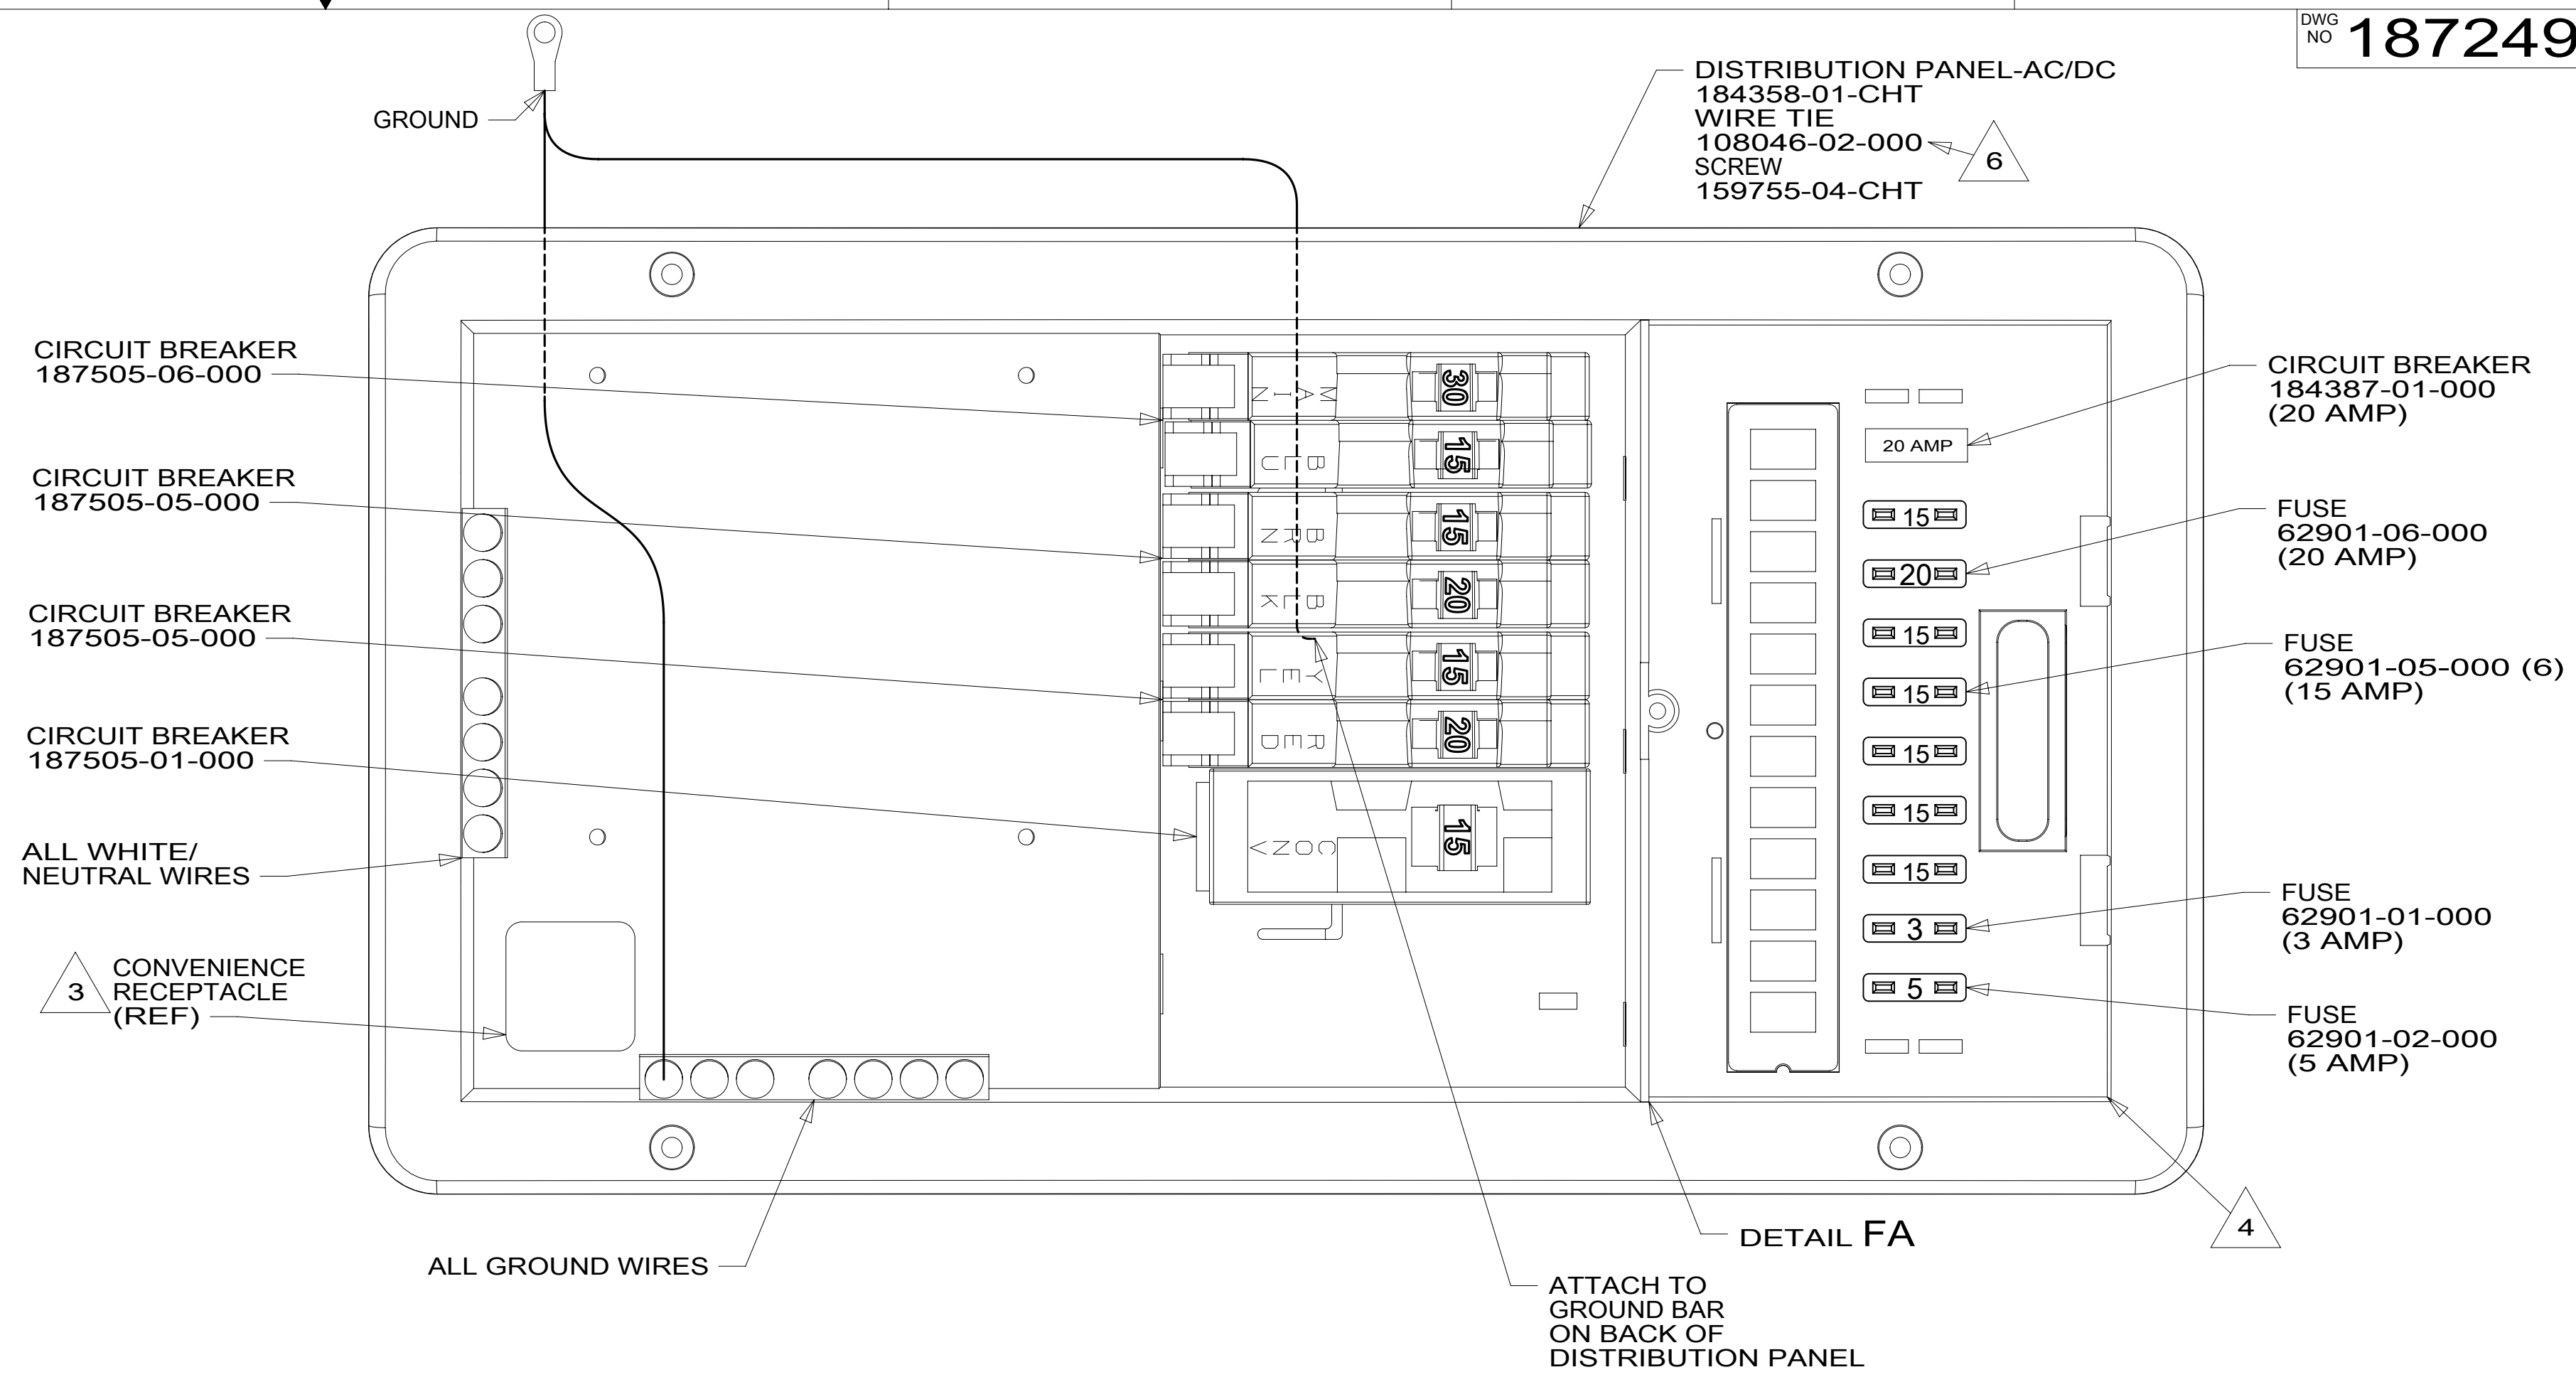 DWG
NO 187249
GROUND
DISTRIBUTION PANEL-AC/DC
184358-01-CHT
WIRE TIE
108046-02-000
SCREW
159755-04-CHT
6
CIRCUIT BREAKER
187505-06-000
CIRCUIT BREAKER
187505-05-000
CIRCUIT BREAKER
187505-05-000
CIRCUIT BREAKER
187505-01-000
ALL WHITE/
NEUTRAL WIRES
3
CONVENIENCE
RECEPTACLE
(REF)
MAIN 30
BLU 15
BRN 15
BLK 20
YEL 15
RED 20
CONV 15
20 AMP
15
20
15
15
15
15
15
3
5
CIRCUIT BREAKER
184387-01-000
(20 AMP)
FUSE
62901-06-000
(20 AMP)
FUSE
62901-05-000 (6)
(15 AMP)
FUSE
62901-01-000
(3 AMP)
FUSE
62901-02-000
(5 AMP)
4
DETAIL FA
ALL GROUND WIRES
ATTACH TO
GROUND BAR
ON BACK OF
DISTRIBUTION PANEL